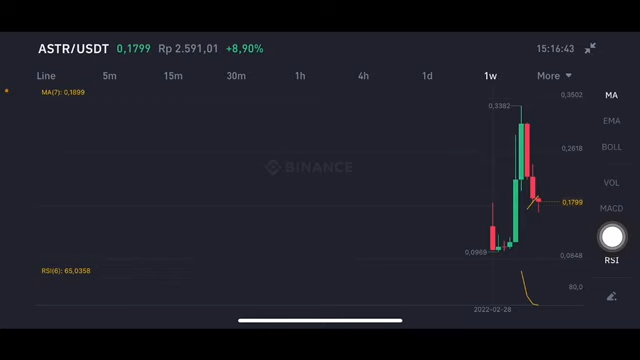 ASTR/USDT 0,1799 Rp 2.591,01 +8,90% 15:16:43
Line 5m 15m 30m 1h 4h 1d 1w More
MA(7): 0,1899
0,3502
MA
0,3382
EMA
BOLL
0,2618
BINANCE
VOL
0,1799
MACD
0,0969
0,0848
RSI
RSI(6): 65,0358
80,0
2022-02-28